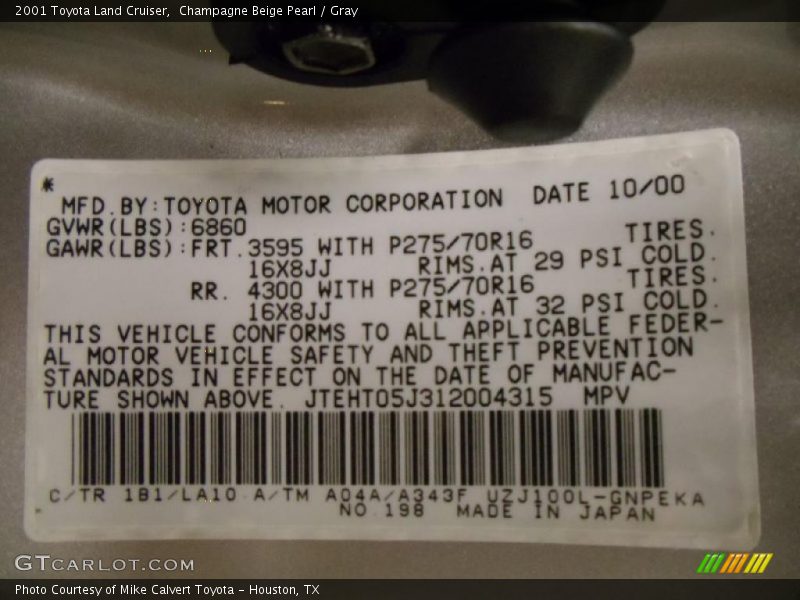 2001 Toyota Land Cruiser,  Champagne Beige Pearl / Gray
* MFD.BY:TOYOTA MOTOR CORPORATION DATE 10/00
GVWR(LBS):6860
GAWR(LBS):FRT.3595 WITH P275/70R16 TIRES.
16X8JJ RIMS.AT 29 PSI COLD.
RR. 4300 WITH P275/70R16 TIRES.
16X8JJ RIMS.AT 32 PSI COLD.
THIS VEHICLE CONFORMS TO ALL APPLICABLE FEDER-
AL MOTOR VEHICLE SAFETY AND THEFT PREVENTION
STANDARDS IN EFFECT ON THE DATE OF MANUFAC-
TURE SHOWN ABOVE. JTEHT05J312004315 MPV
C/TR 1B1/LA10 A/TM A04A/A343F UZJ100L-GNPEKA
NO.198 MADE IN JAPAN
GTCARLOT.COM
Photo Courtesy of Mike Calvert Toyota - Houston, TX